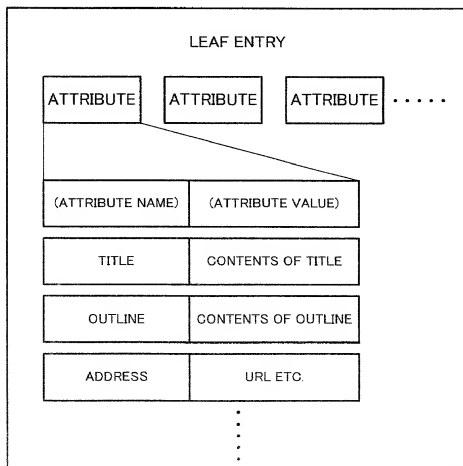 LEAF ENTRY
ATTRIBUTE ATTRIBUTE ATTRIBUTE ·····
(ATTRIBUTE NAME) (ATTRIBUTE VALUE)
TITLE CONTENTS OF TITLE
OUTLINE CONTENTS OF OUTLINE
ADDRESS URL ETC.